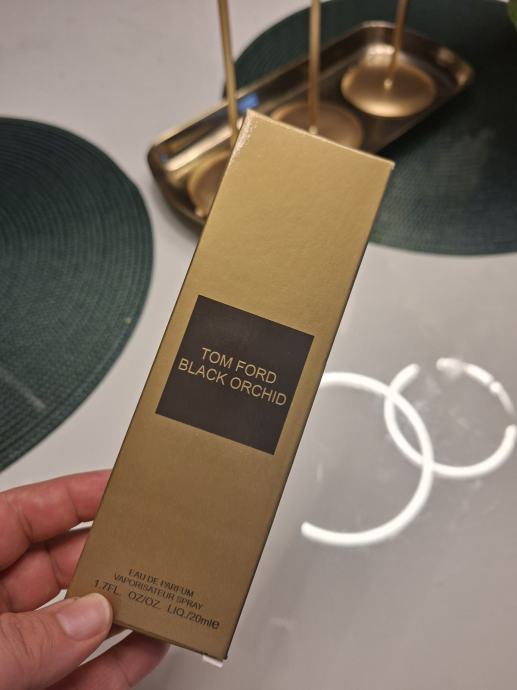 TOM FORD
BLACK ORCHID
EAU DE PARFUM
VAPORISATEUR SPRAY
1.7FL. OZ/OZ. LIQ./20ml℮